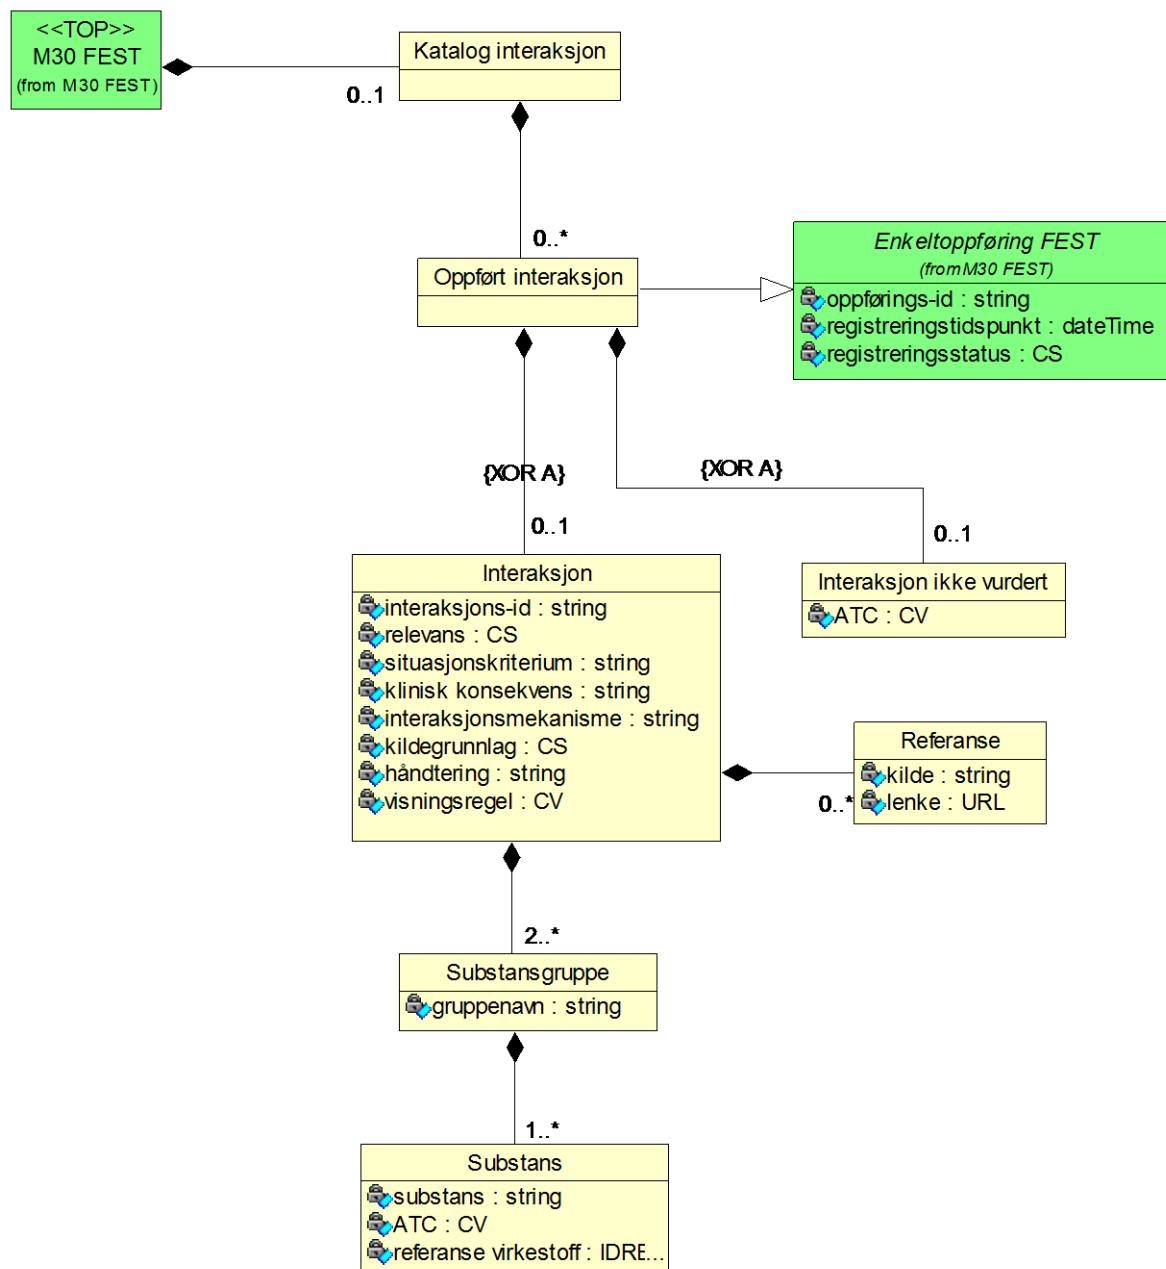 <<TOP>>
M30 FEST
(from M30 FEST)
Katalog interaksjon
0..1
0..*
Oppført interaksjon
Enkeltoppføring FEST
(from M30 FEST)
oppførings-id : string
registreringstidspunkt : dateTime
registreringsstatus : CS
{XOR A}
{XOR A}
0..1
0..1
Interaksjon
interaksjons-id : string
relevans : CS
situasjonskriterium : string
klinisk konsekvens : string
interaksjonsmekanisme : string
kildegrunnlag : CS
håndtering : string
visningsregel : CV
Interaksjon ikke vurdert
ATC : CV
Referanse
kilde : string
lenke : URL
0..*
2..*
Substansgruppe
gruppenavn : string
1..*
Substans
substans : string
ATC : CV
referanse virkestoff : IDRE...